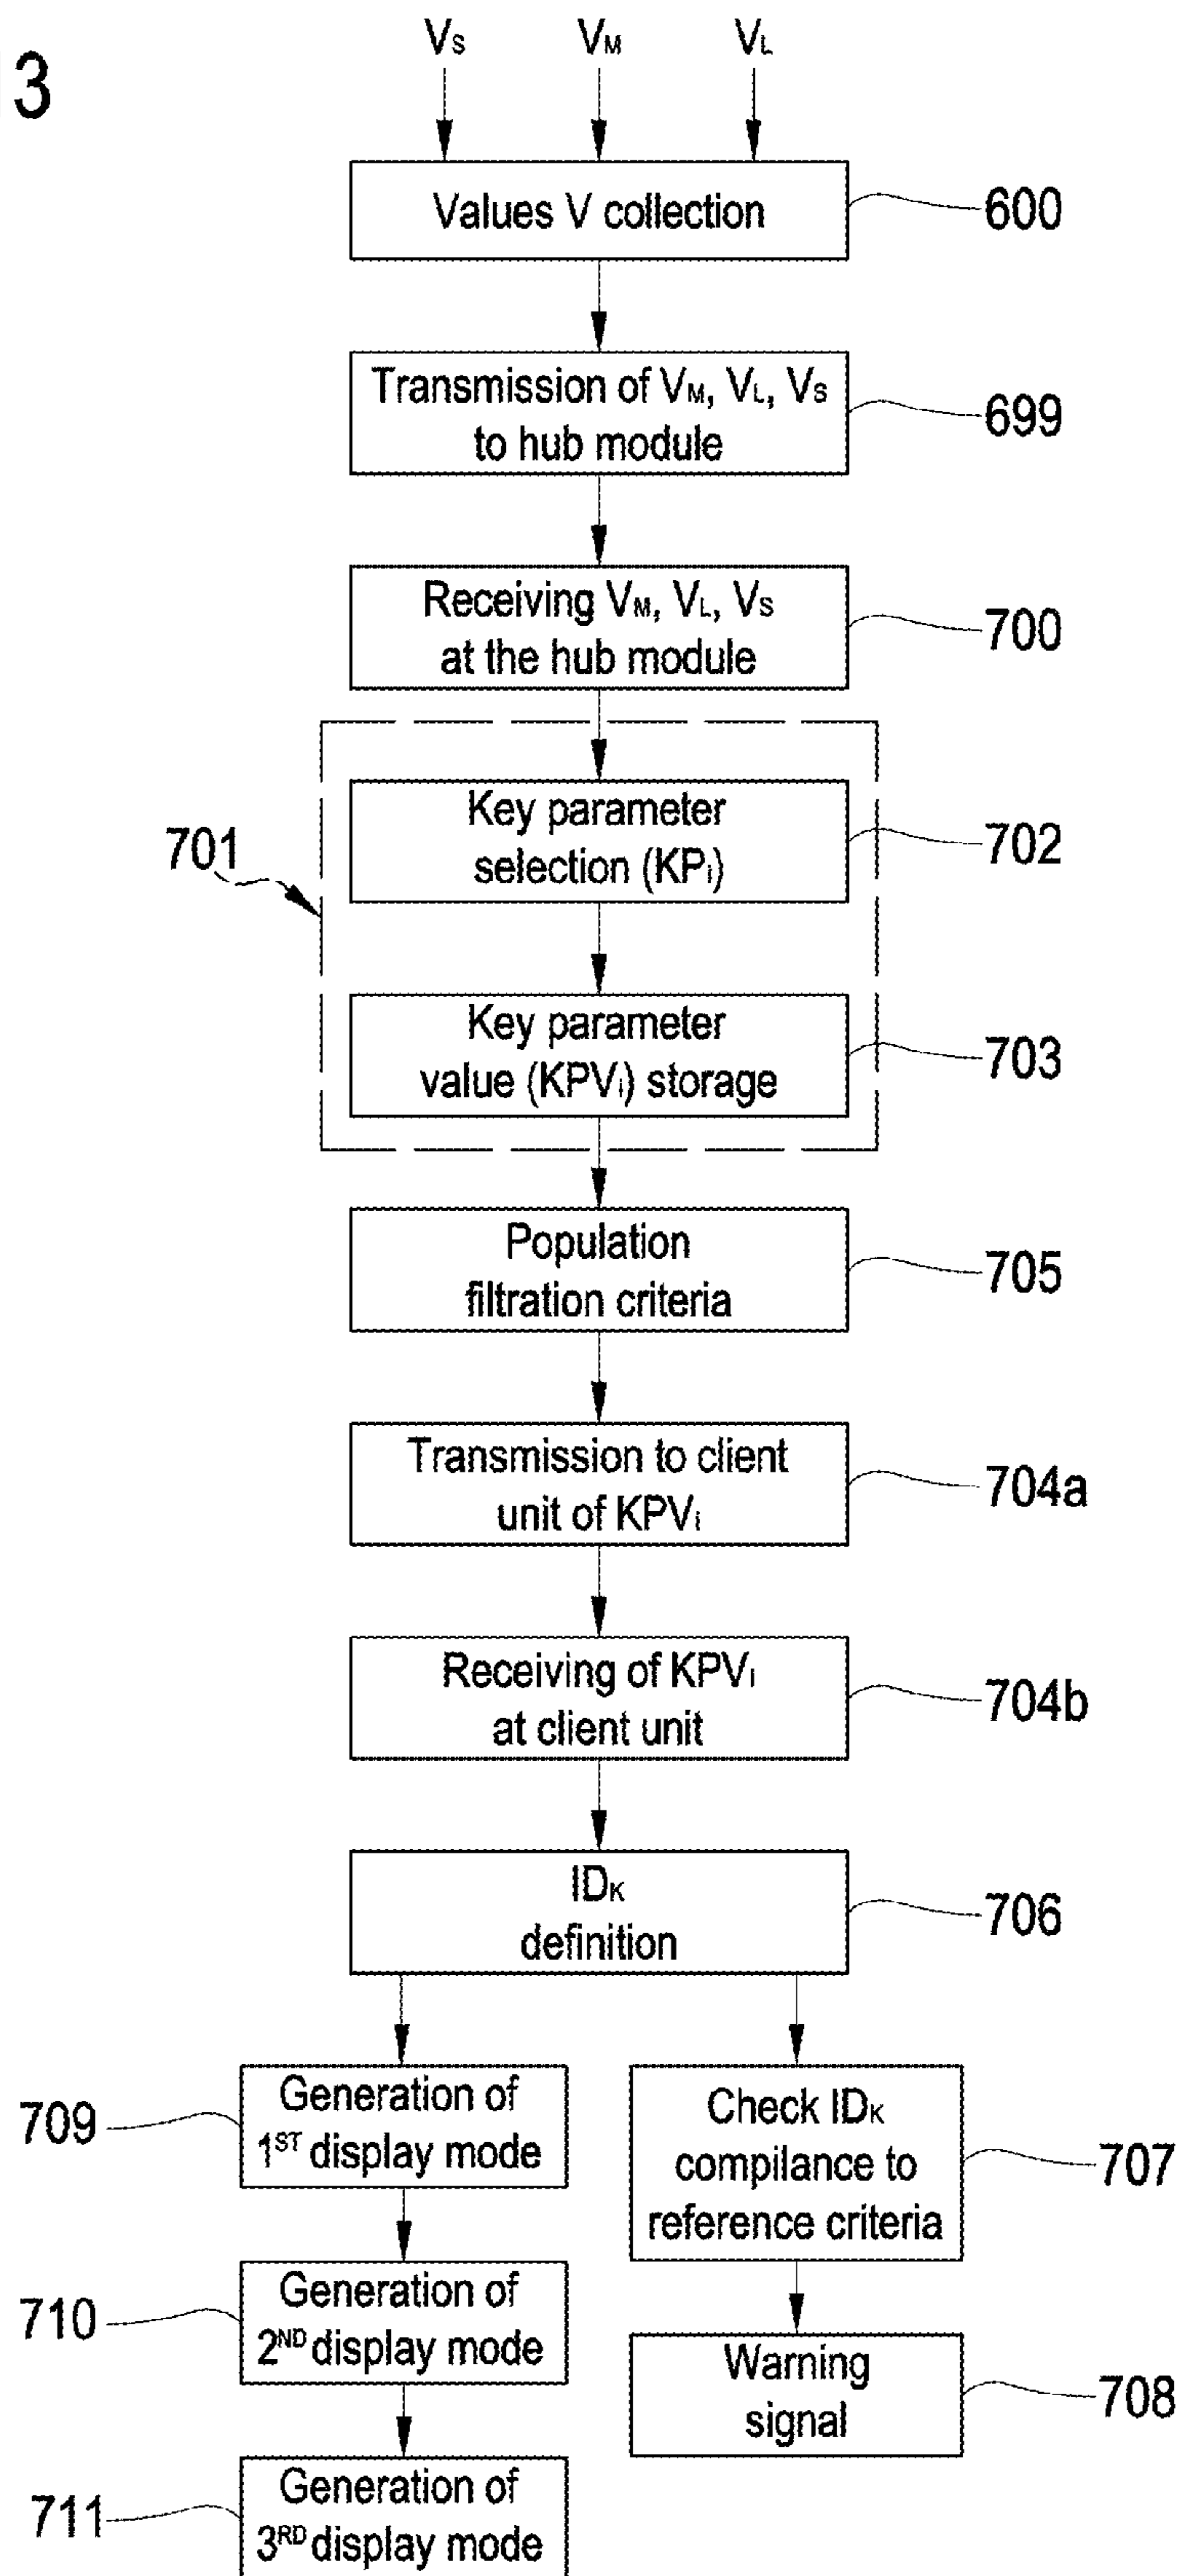 13
Vs VM VL
Values V collection
600
Transmission of VM, VL, Vs
to hub module
699
Receiving VM, VL, Vs
at the hub module
700
701
Key parameter
selection (KPi)
702
Key parameter
value (KPVi) storage
703
Population
filtration criteria
705
Transmission to client
unit of KPVi
704a
Receiving of KPVi
at client unit
704b
IDK
definition
706
709
Generation of
1ST display mode
Check IDK
compilance to
reference criteria
707
710
Generation of
2ND display mode
Warning
signal
708
711
Generation of
3RD display mode